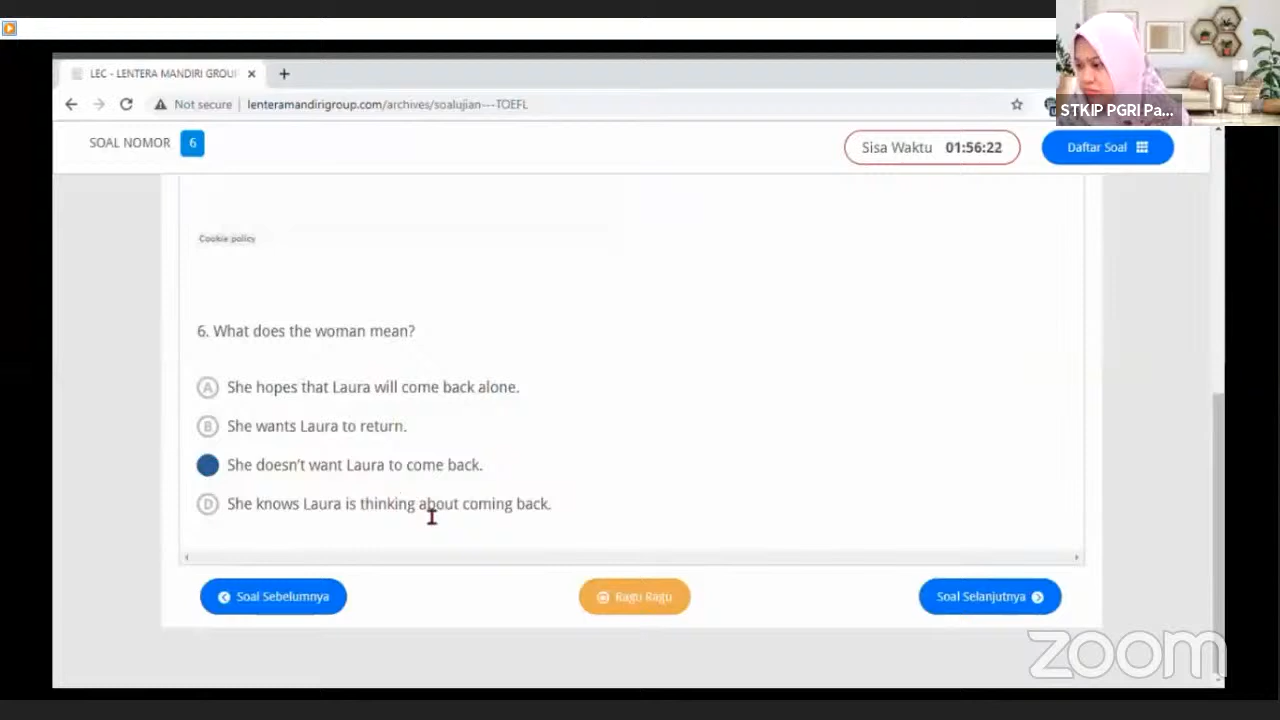 LEC - LENTERA MANDIRI GROUP
Not secure | lenteramandirigroup.com/archives/soalujian---TOEFL
STKIP PGRI Pa...
SOAL NOMOR 6
Sisa Waktu 01:56:22
Daftar Soal
Cookie policy
6. What does the woman mean?
A She hopes that Laura will come back alone.
B She wants Laura to return.
She doesn't want Laura to come back.
D She knows Laura is thinking about coming back.
Soal Sebelumnya
Ragu Ragu
Soal Selanjutnya
zoom